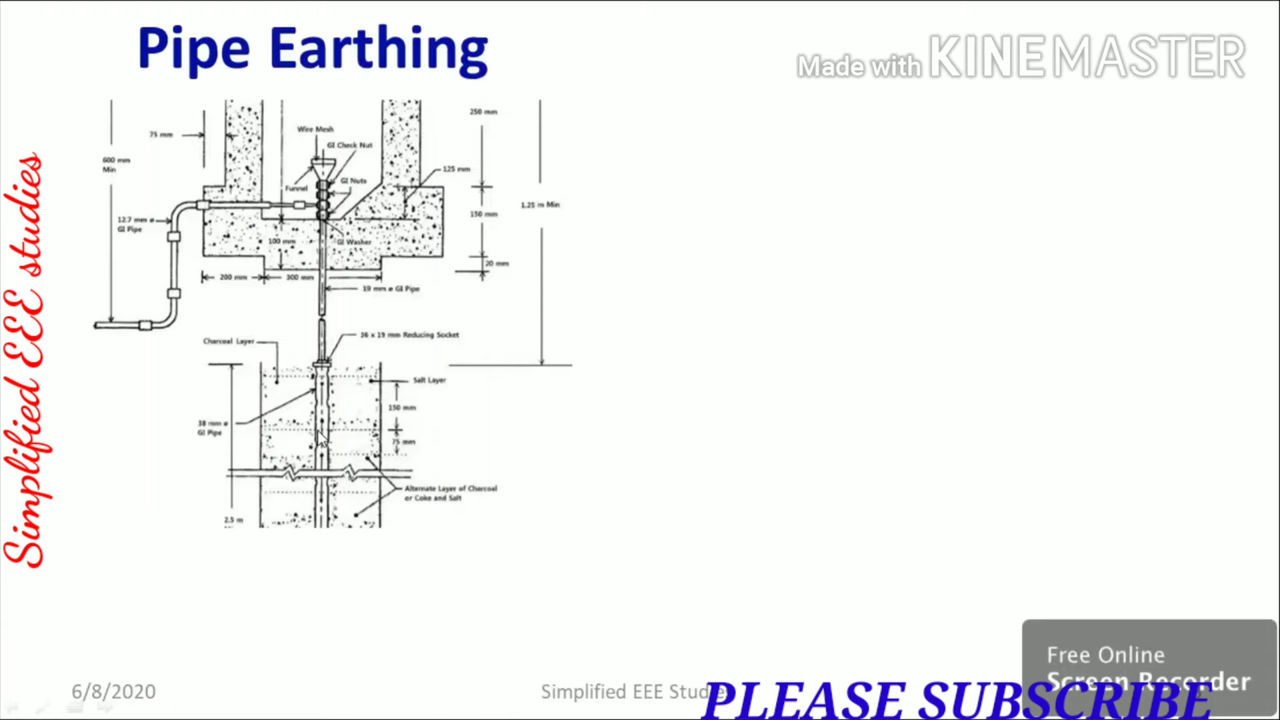 Pipe Earthing
Made with KINEMASTER
Simplified EEE studies
250 mm
Wire Mesh
75 mm
GI Check Nut
600 mm
Min
125 mm
GI Nuts
Funnel
1.25 m Min
150 mm
12.7 mm ø
GI Pipe
100 mm
GI Washer
20 mm
200 mm
300 mm
19 mm ø GI Pipe
36 x 19 mm Reducing Socket
Charcoal Layer
Salt Layer
150 mm
38 mm ø
GI Pipe
75 mm
Alternate Layer of Charcoal
or Coke and Salt
2.5 m
Free Online
Screen Recorder
6/8/2020
Simplified EEE Studie
PLEASE SUBSCRIBE